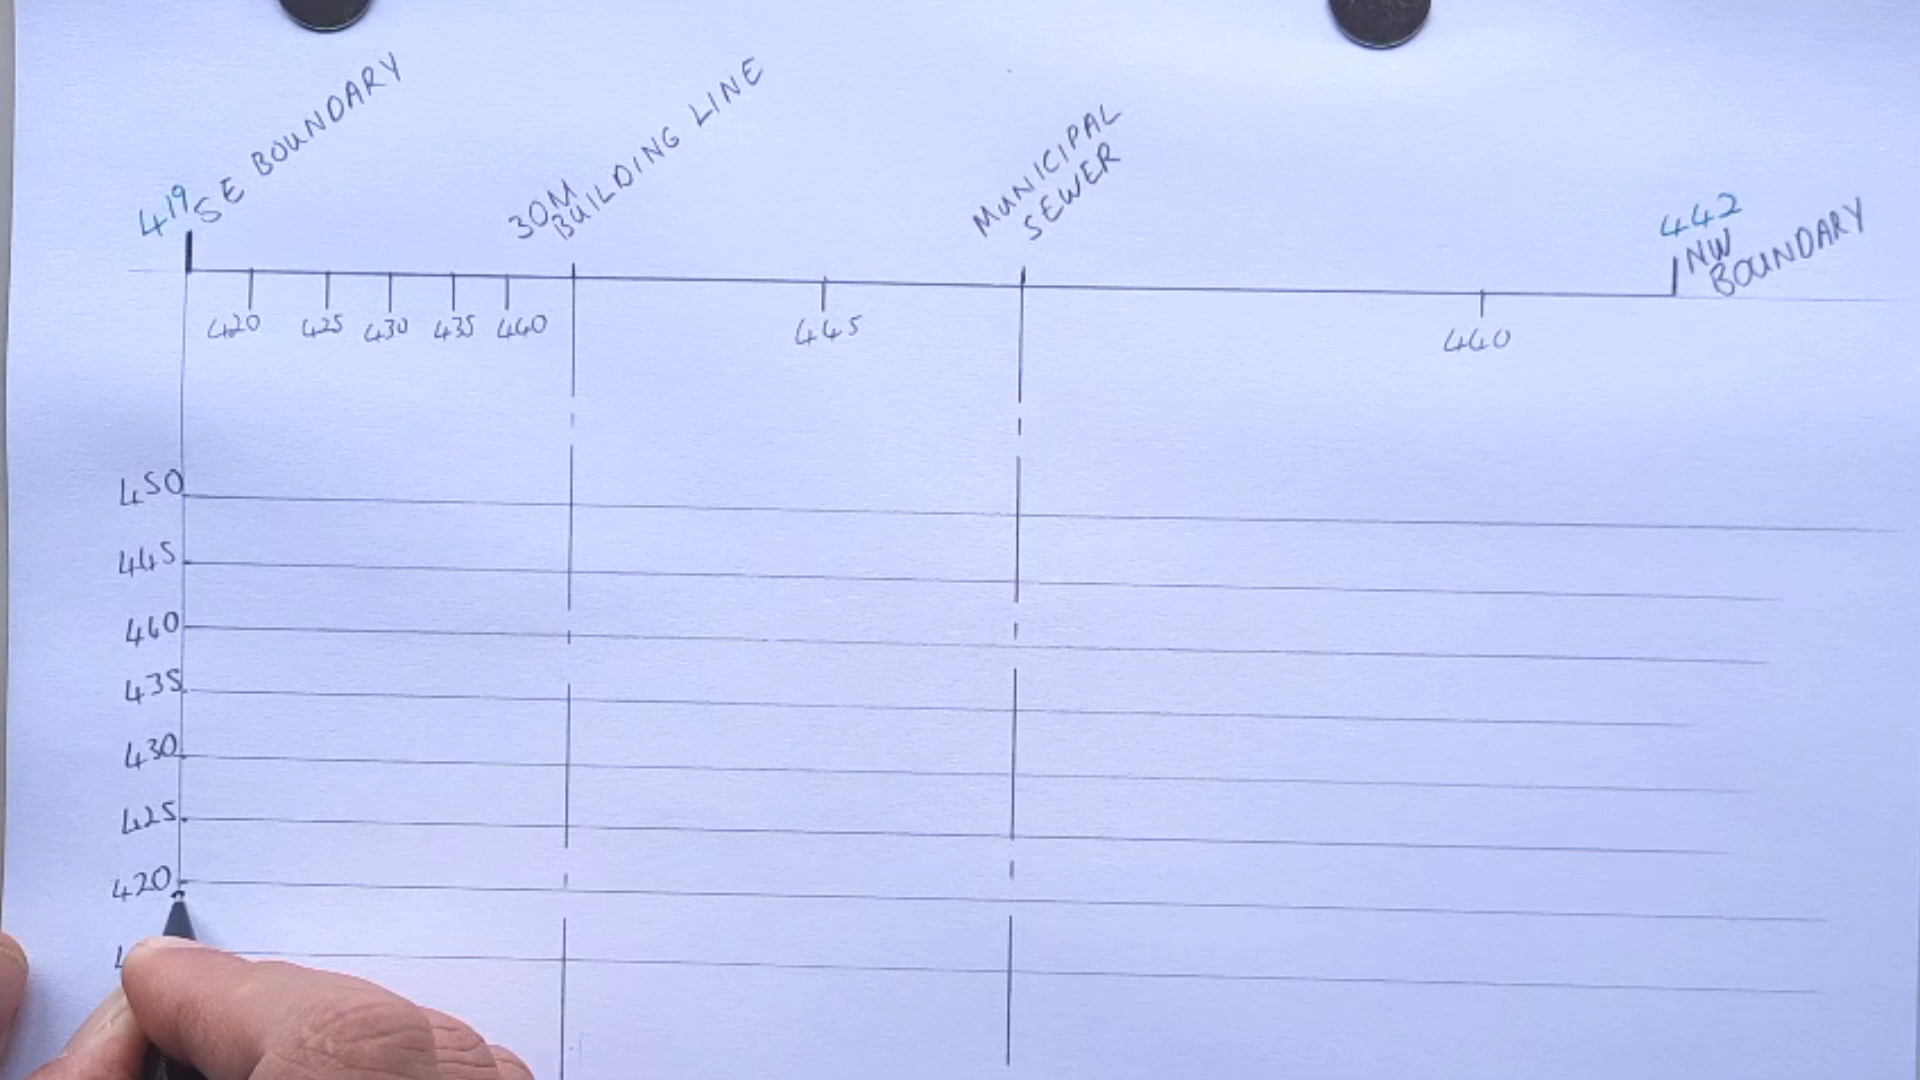 419
SE BOUNDARY
30M
BUILDING LINE
MUNICIPAL
SEWER
442
NW
BOUNDARY
420 425 430 435 440 445 440
450
445
460
435
430
425
420